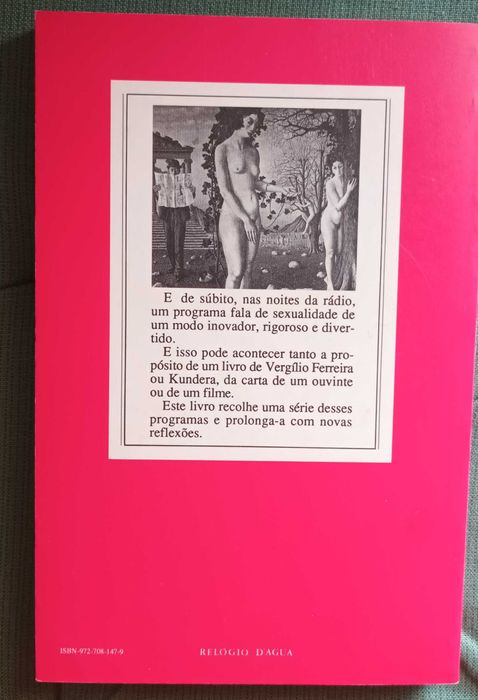 E de súbito, nas noites da rádio,
um programa fala de sexualidade de
um modo inovador, rigoroso e diver-
tido.
E isso pode acontecer tanto a pro-
pósito de um livro de Vergílio Ferreira
ou Kundera, da carta de um ouvinte
ou de um filme.
Este livro recolhe uma série desses
programas e prolonga-a com novas
reflexões.
ISBN-972-708-147-9
RELÓGIO D'ÁGUA